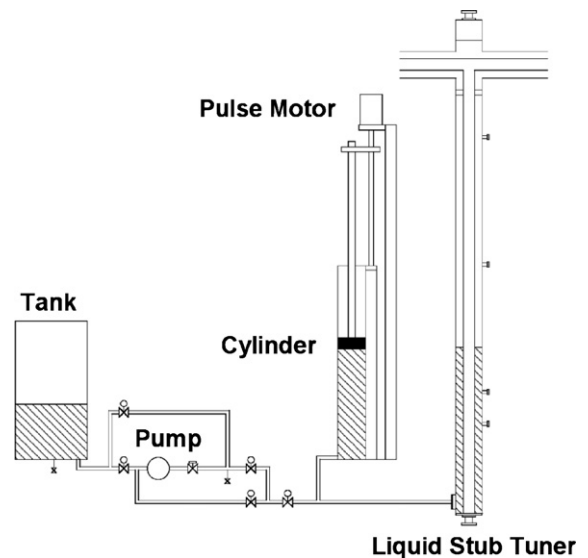 Pulse Motor
Tank
Cylinder
Pump
Liquid Stub Tuner